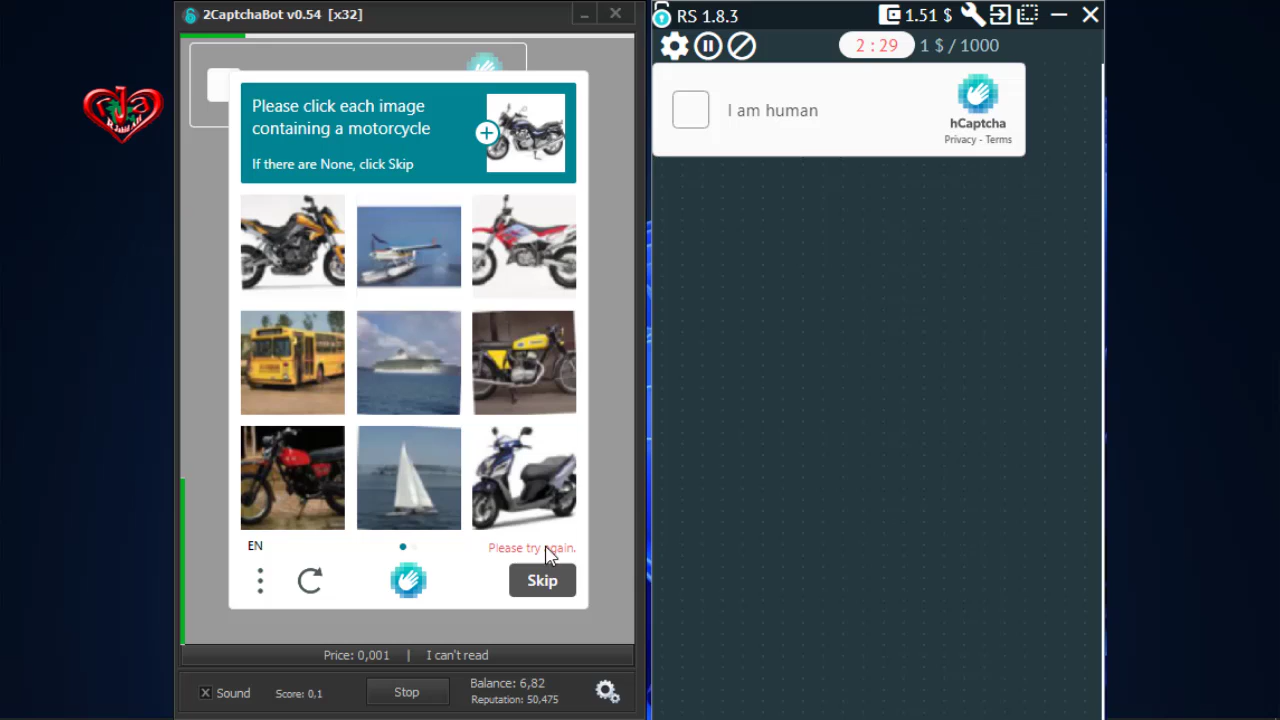 2CaptchaBot v0.54 [x32]
Please click each image
containing a motorcycle
If there are None, click Skip
EN
Please try again.
Skip
Price: 0,001 | I can't read
Sound
Score: 0,1
Stop
Balance: 6,82
Reputation: 50,475
RS 1.8.3
1.51 $
2 : 29
1 $ / 1000
I am human
hCaptcha
Privacy - Terms